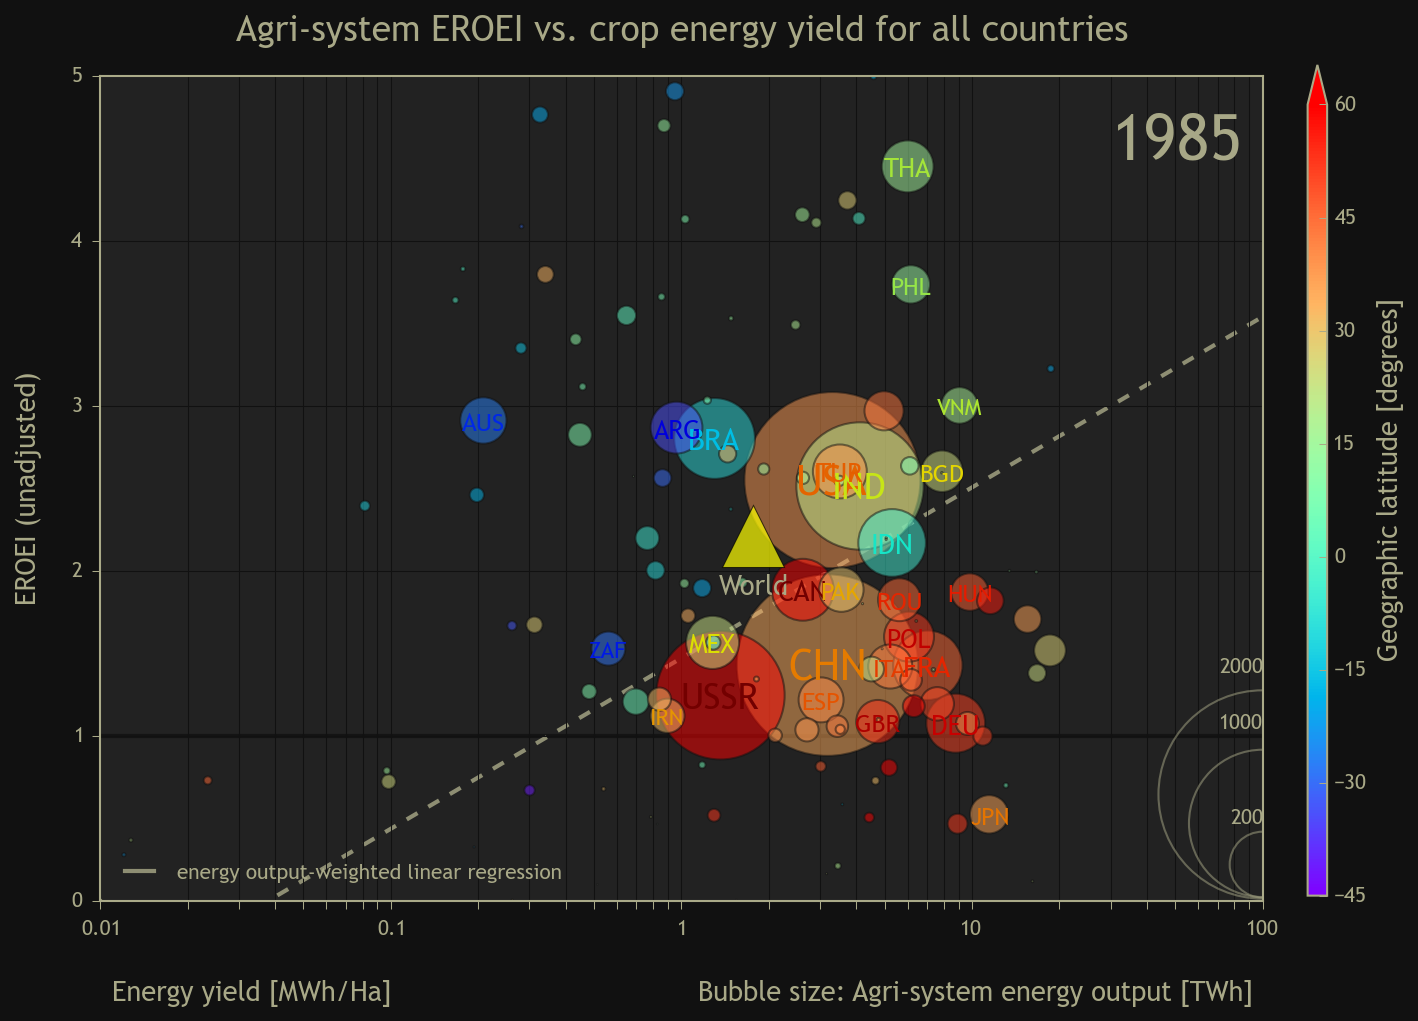 Agri-system EROEI vs. crop energy yield for all countries
1985
EROEI (unadjusted)
5
4
3
2
1
0
THA
PHL
VNM
AUS
ARG
BRA
USA
TUR
IND
BGD
IDN
World
CAN
PAK
ROU
HUN
ZAF
MEX
POL
CHN
ITA
FRA
USSR
ESP
IRN
GBR
DEU
JPN
2000
1000
200
energy output-weighted linear regression
0.01
0.1
1
10
100
Energy yield [MWh/Ha]
Bubble size: Agri-system energy output [TWh]
60
45
30
15
0
−15
−30
−45
Geographic latitude [degrees]